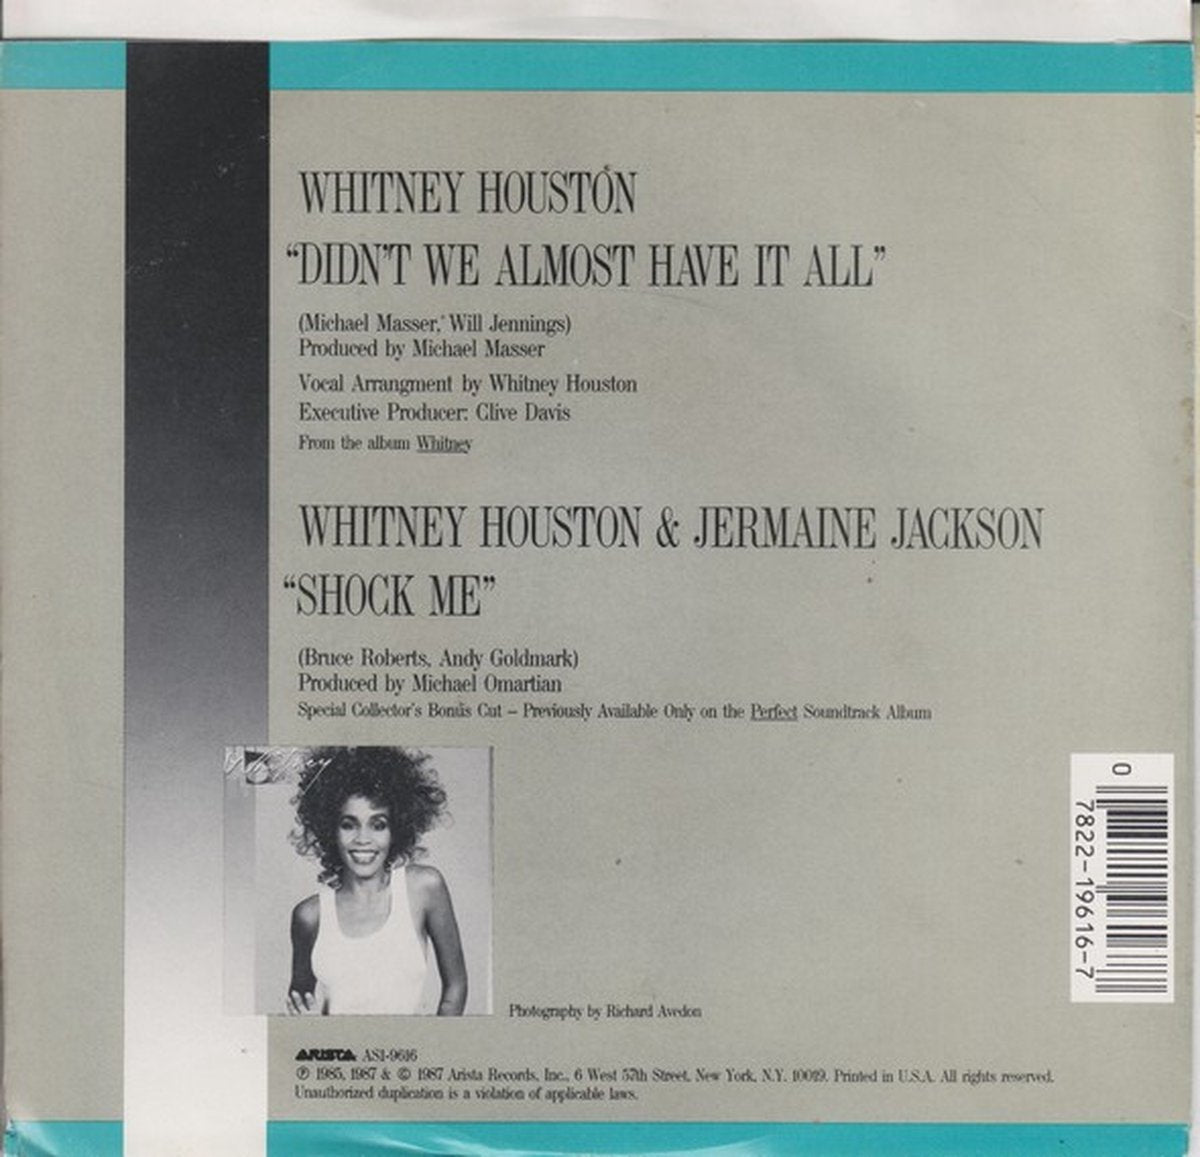 WHITNEY HOUSTON
“DIDN’T WE ALMOST HAVE IT ALL”
(Michael Masser, Will Jennings)
Produced by Michael Masser
Vocal Arrangment by Whitney Houston
Executive Producer: Clive Davis
From the album Whitney
WHITNEY HOUSTON & JERMAINE JACKSON
“SHOCK ME”
(Bruce Roberts, Andy Goldmark)
Produced by Michael Omartian
Special Collector’s Bonus Cut – Previously Available Only on the Perfect Soundtrack Album
Whitney
0
7822-19616-7
Photography by Richard Avedon
ARISTA AS1-9616
℗ 1985, 1987 & © 1987 Arista Records, Inc., 6 West 57th Street, New York, N.Y. 10019. Printed in U.S.A. All rights reserved.
Unauthorized duplication is a violation of applicable laws.